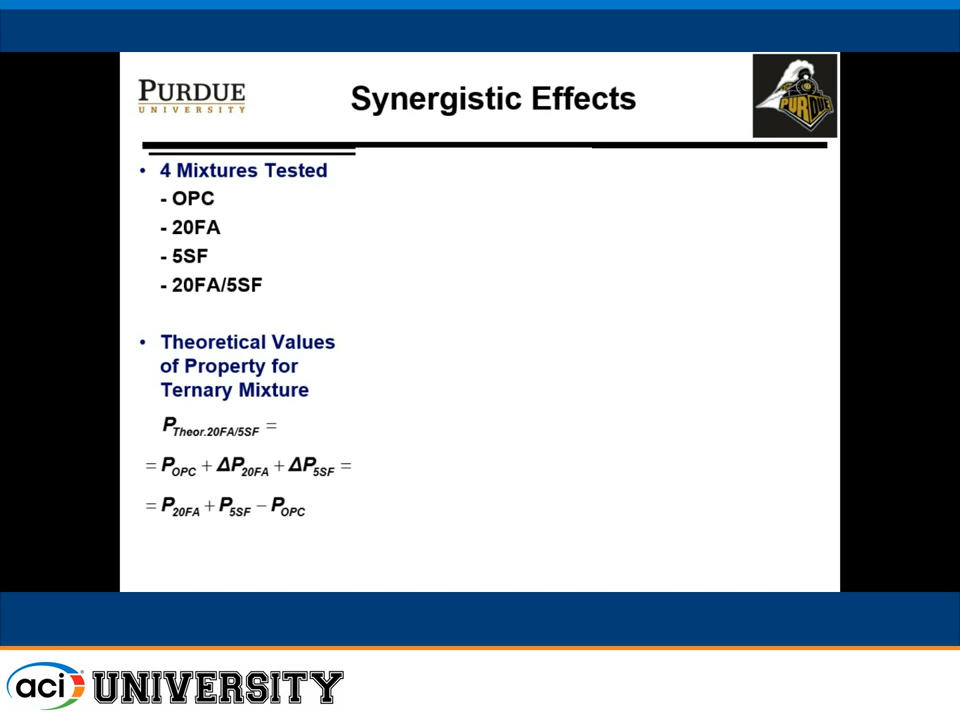 PURDUE
UNIVERSITY
Synergistic Effects
PURDUE
• 4 Mixtures Tested
- OPC
- 20FA
- 5SF
- 20FA/5SF
• Theoretical Values
of Property for
Ternary Mixture
P_Theor.20FA/5SF =
= P_OPC + ΔP_20FA + ΔP_5SF =
= P_20FA + P_5SF − P_OPC
aci UNIVERSITY